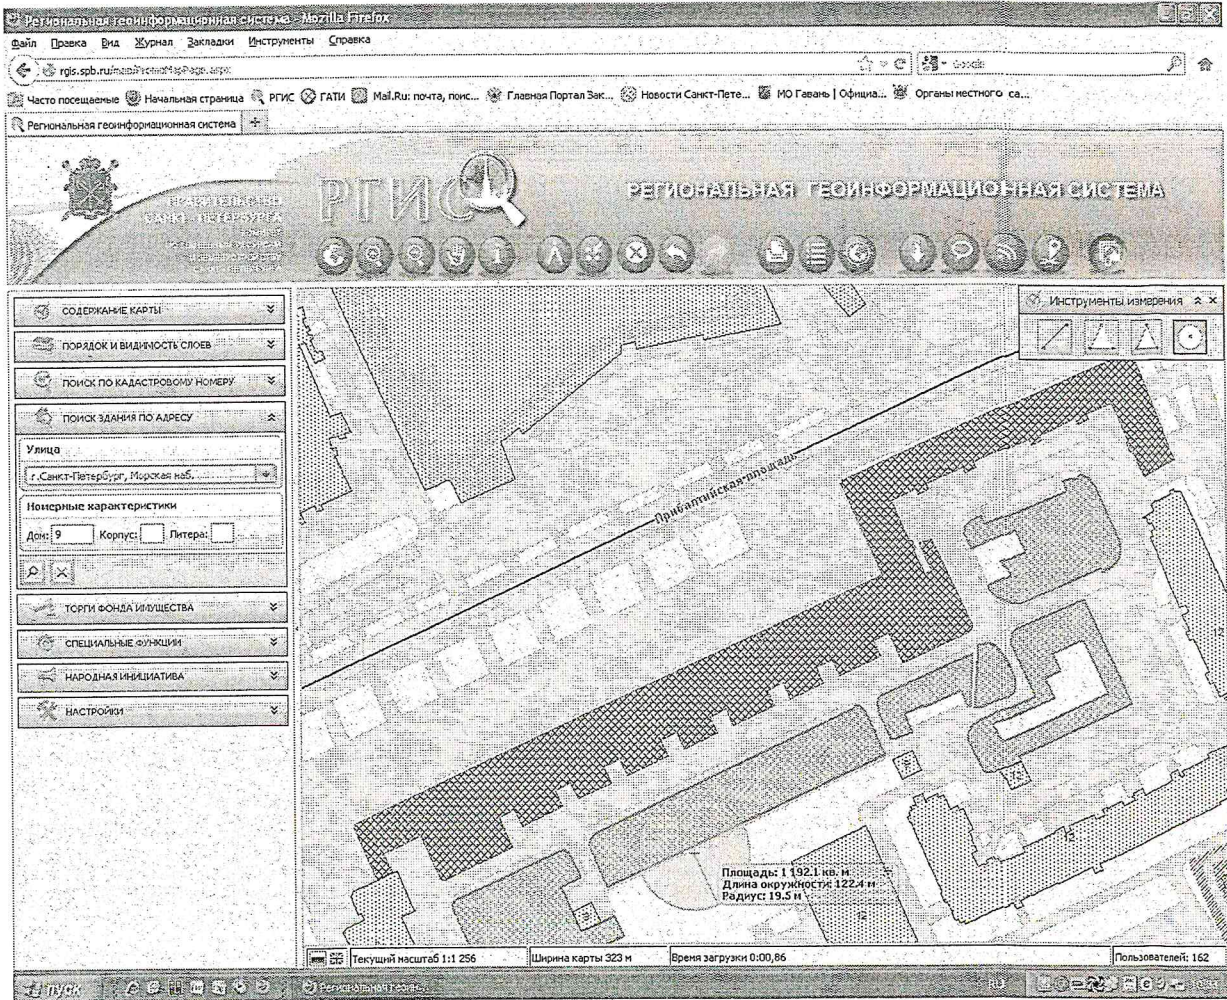 Региональная геоинформационная система - Mozilla Firefox
Файл Правка Вид Журнал Закладки Инструменты Справка
rgis.spb.ru/ Google
Часто посещаемые Начальная страница РГИС ГАТИ Mail.Ru: почта, поис... Главная Портал Зак... Новости Санкт-Пете... МО Гавань | Официа... Органы местного са...
Региональная геоинформационная система +
ПРАВИТЕЛЬСТВО
САНКТ-ПЕТЕРБУРГА
РГИС
РЕГИОНАЛЬНАЯ ГЕОИНФОРМАЦИОННАЯ СИСТЕМА
СОДЕРЖАНИЕ КАРТЫ
ПОРЯДОК И ВИДИМОСТЬ СЛОЕВ
ПОИСК ПО КАДАСТРОВОМУ НОМЕРУ
ПОИСК ЗДАНИЯ ПО АДРЕСУ
Улица
г.Санкт-Петербург, Морская наб.
Номерные характеристики
Дом: 9 Корпус: Литера:
ТОРГИ ФОНДА ИМУЩЕСТВА
СПЕЦИАЛЬНЫЕ ФУНКЦИИ
НАРОДНАЯ ИНИЦИАТИВА
НАСТРОЙКИ
Инструменты измерения
Прибалтийская площадь
Площадь: 1 192.1 кв. м
Длина окружности: 122.4 м
Радиус: 19.5 м
Текущий масштаб 1:1 256 Ширина карты 323 м Время загрузки 0:00,86 Пользователей: 162
пуск Региональная геоин... RU